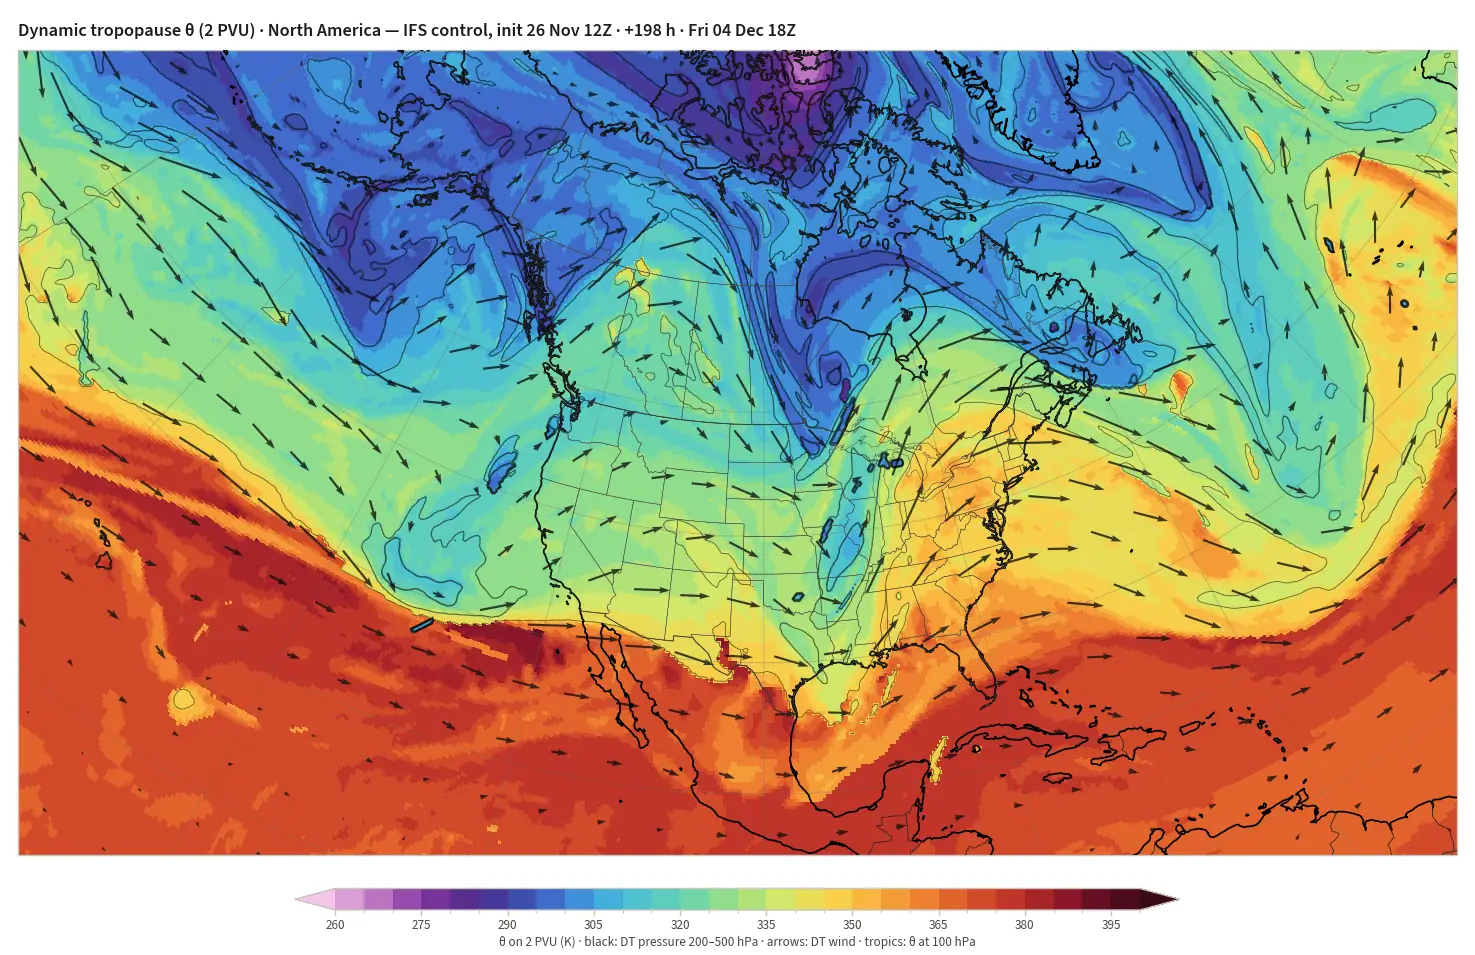 Dynamic tropopause θ (2 PVU) · North America — IFS control, init 26 Nov 12Z · +198 h · Fri 04 Dec 18Z
260 275 290 305 320 335 350 365 380 395
θ on 2 PVU (K) · black: DT pressure 200–500 hPa · arrows: DT wind · tropics: θ at 100 hPa